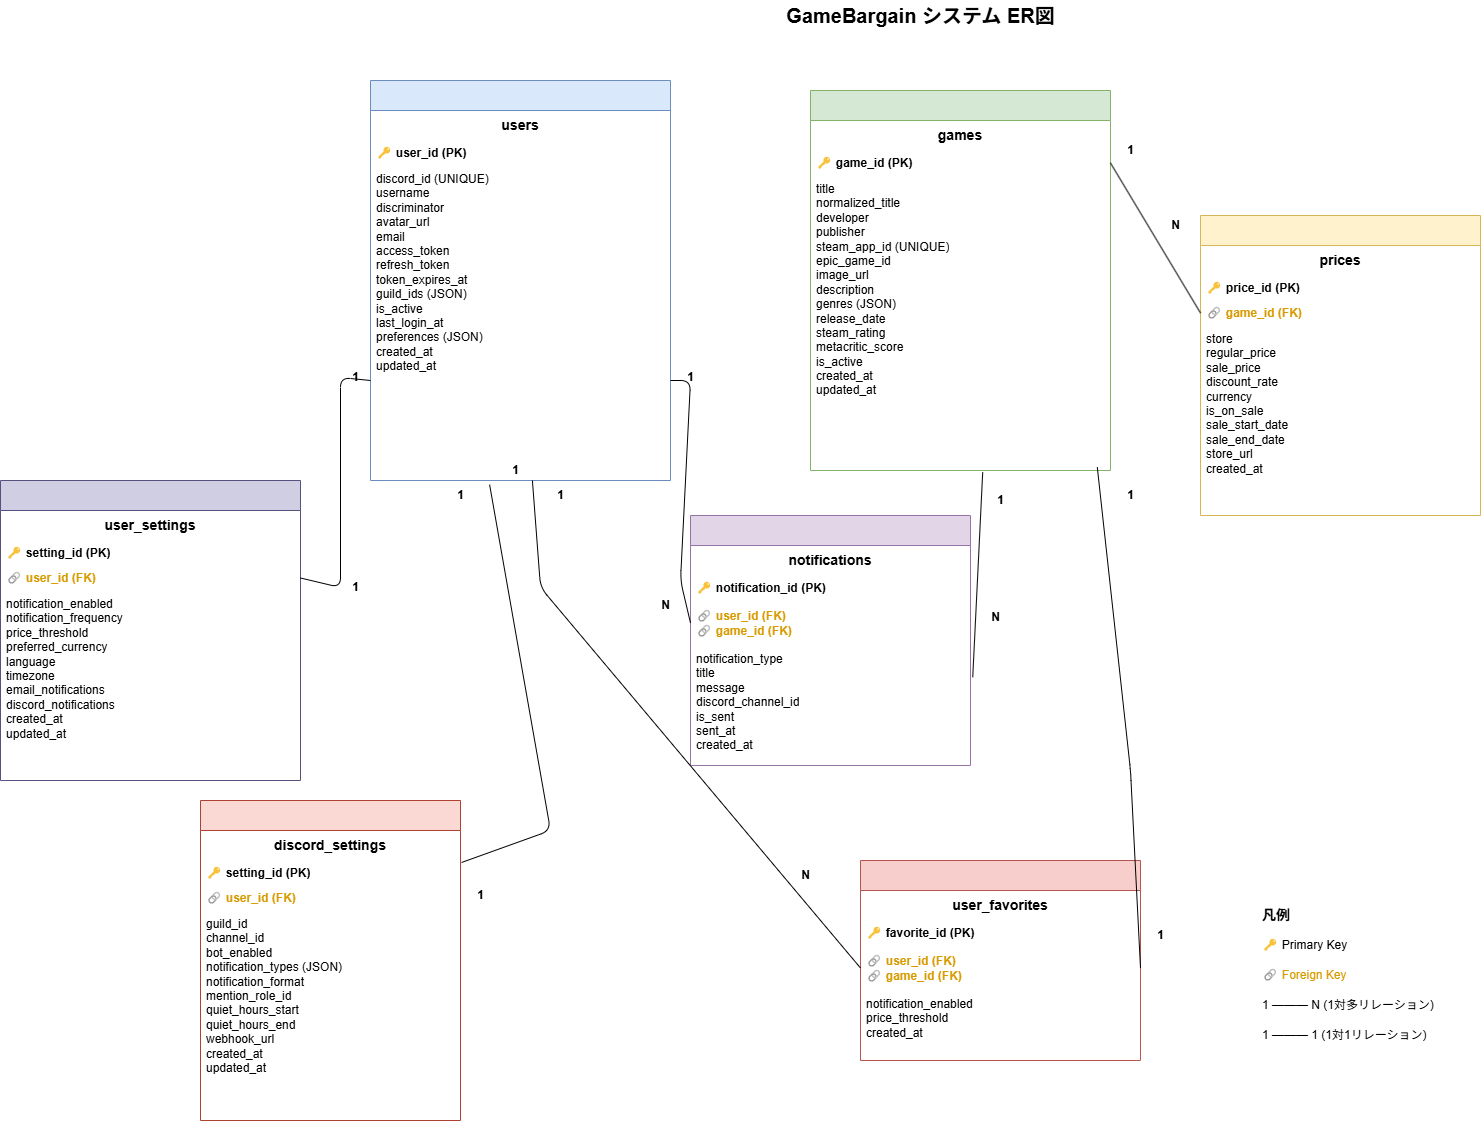 GameBargain システム ER図
users
🔑 user_id (PK)
discord_id (UNIQUE)
username
discriminator
avatar_url
email
access_token
refresh_token
token_expires_at
guild_ids (JSON)
is_active
last_login_at
preferences (JSON)
created_at
updated_at
games
🔑 game_id (PK)
title
normalized_title
developer
publisher
steam_app_id (UNIQUE)
epic_game_id
image_url
description
genres (JSON)
release_date
steam_rating
metacritic_score
is_active
created_at
updated_at
1
N
prices
🔑 price_id (PK)
🔗 game_id (FK)
store
regular_price
sale_price
discount_rate
currency
is_on_sale
sale_start_date
sale_end_date
store_url
created_at
1
1
1
1
1
1
1
user_settings
🔑 setting_id (PK)
🔗 user_id (FK)
notification_enabled
notification_frequency
price_threshold
preferred_currency
language
timezone
email_notifications
discord_notifications
created_at
updated_at
1
N
notifications
🔑 notification_id (PK)
🔗 user_id (FK)
🔗 game_id (FK)
notification_type
title
message
discord_channel_id
is_sent
sent_at
created_at
N
discord_settings
🔑 setting_id (PK)
🔗 user_id (FK)
guild_id
channel_id
bot_enabled
notification_types (JSON)
notification_format
mention_role_id
quiet_hours_start
quiet_hours_end
webhook_url
created_at
updated_at
1
N
user_favorites
🔑 favorite_id (PK)
🔗 user_id (FK)
🔗 game_id (FK)
notification_enabled
price_threshold
created_at
1
凡例
🔑 Primary Key
🔗 Foreign Key
1 ──── N (1対多リレーション)
1 ──── 1 (1対1リレーション)